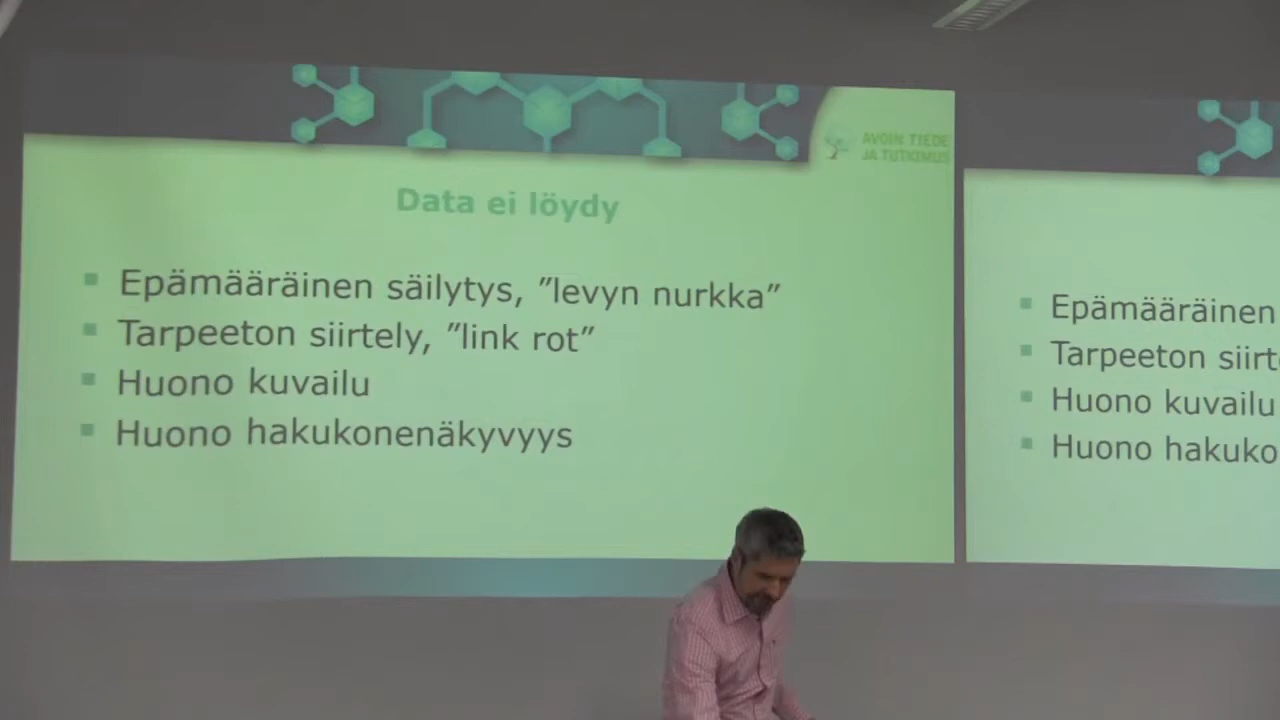 AVOIN TIEDE
JA TUTKIMUS
Data ei löydy
Epämääräinen säilytys, ”levyn nurkka”
Tarpeeton siirtely, ”link rot”
Huono kuvailu
Huono hakukonenäkyvyys
Epämääräinen
Tarpeeton siirt
Huono kuvailu
Huono hakuko